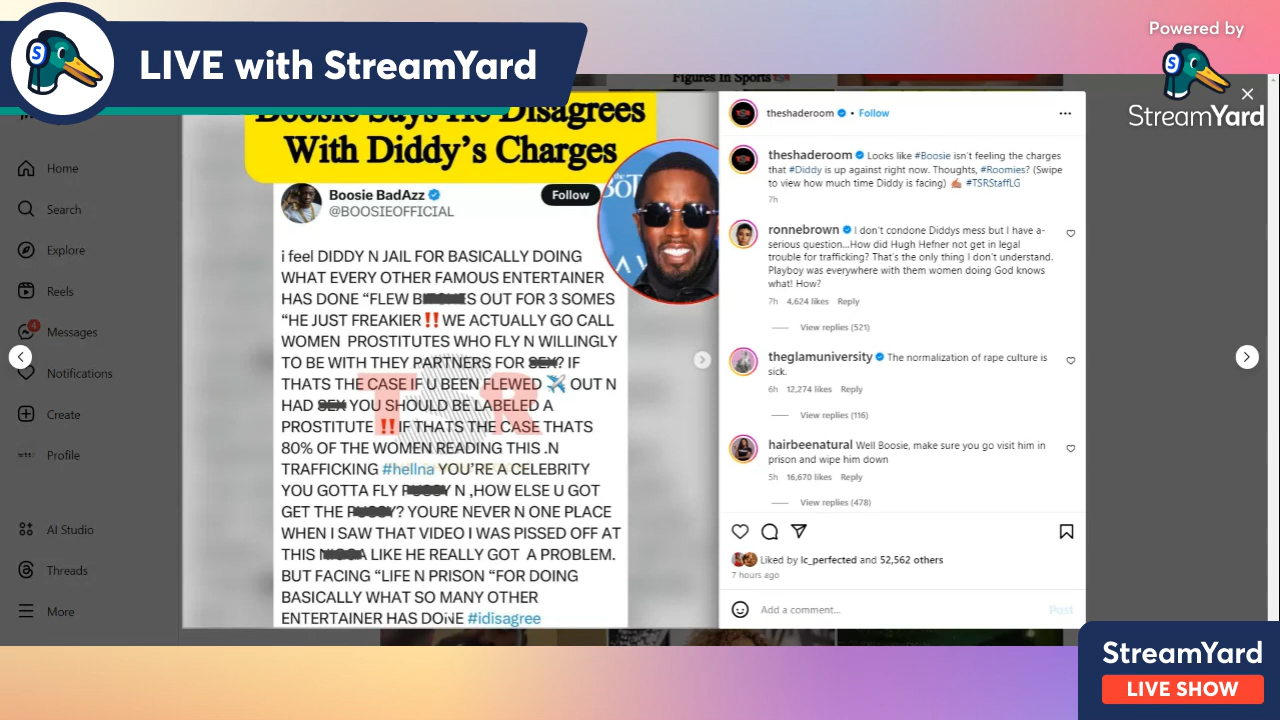 LIVE with StreamYard
Powered by
StreamYard
Figures In Sports
Boosie Says He Disagrees
With Diddy's Charges
Boosie BadAzz
Follow
@BOOSIEOFFICIAL
i feel DIDDY N JAIL FOR BASICALLY DOING
WHAT EVERY OTHER FAMOUS ENTERTAINER
HAS DONE “FLEW B S OUT FOR 3 SOMES
“HE JUST FREAKIER ‼️WE ACTUALLY GO CALL
WOMEN PROSTITUTES WHO FLY N WILLINGLY
TO BE WITH THEY PARTNERS FOR SEX? IF
THATS THE CASE IF U BEEN FLEWED ✈️ OUT N
HAD SEX YOU SHOULD BE LABELED A
PROSTITUTE ‼️IF THATS THE CASE THATS
80% OF THE WOMEN READING THIS .N
TRAFFICKING #hellna YOU'RE A CELEBRITY
YOU GOTTA FLY P Y N ,HOW ELSE U GOT
GET THE P Y? YOURE NEVER N ONE PLACE
WHEN I SAW THAT VIDEO I WAS PISSED OFF AT
THIS N A LIKE HE REALLY GOT A PROBLEM.
BUT FACING “LIFE N PRISON “FOR DOING
BASICALLY WHAT SO MANY OTHER
ENTERTAINER HAS DONE #idisagree
TSR
Home
Search
Explore
Reels
4
Messages
Notifications
Create
Profile
AI Studio
Threads
More
theshaderoom • Follow
theshaderoom Looks like #Boosie isn't feeling the charges
that #Diddy is up against right now. Thoughts, #Roomies? (Swipe
to view how much time Diddy is facing) ✍🏾 #TSRStaffLG
7h
ronnebrown I don't condone Diddys mess but I have a-
serious question...How did Hugh Hefner not get in legal
trouble for trafficking? That's the only thing I don't understand.
Playboy was everywhere with them women doing God knows
what! How?
7h 4,624 likes Reply
View replies (521)
theglamuniversity The normalization of rape culture is
sick.
6h 12,274 likes Reply
View replies (116)
hairbeenatural Well Boosie, make sure you go visit him in
prison and wipe him down
5h 16,670 likes Reply
View replies (478)
Liked by lc_perfected and 52,562 others
7 hours ago
Add a comment...
Post
StreamYard
LIVE SHOW